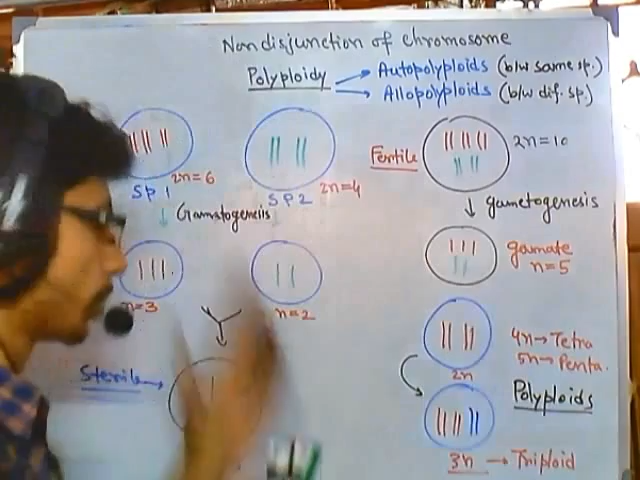 Nondisjunction of chromosome
Polyploidy
Autopolyploids (b/w same sp.)
Allopolyploids (b/w dif. sp.)
2n=6
SP 1
SP 2
2n=4
Gamatogenesis
n=3
n=2
Sterile
Fertile
2n=10
gametogenesis
gamate
n=5
2n
4n→Tetra
5n→Penta.
Polyploids
3n → Triploid